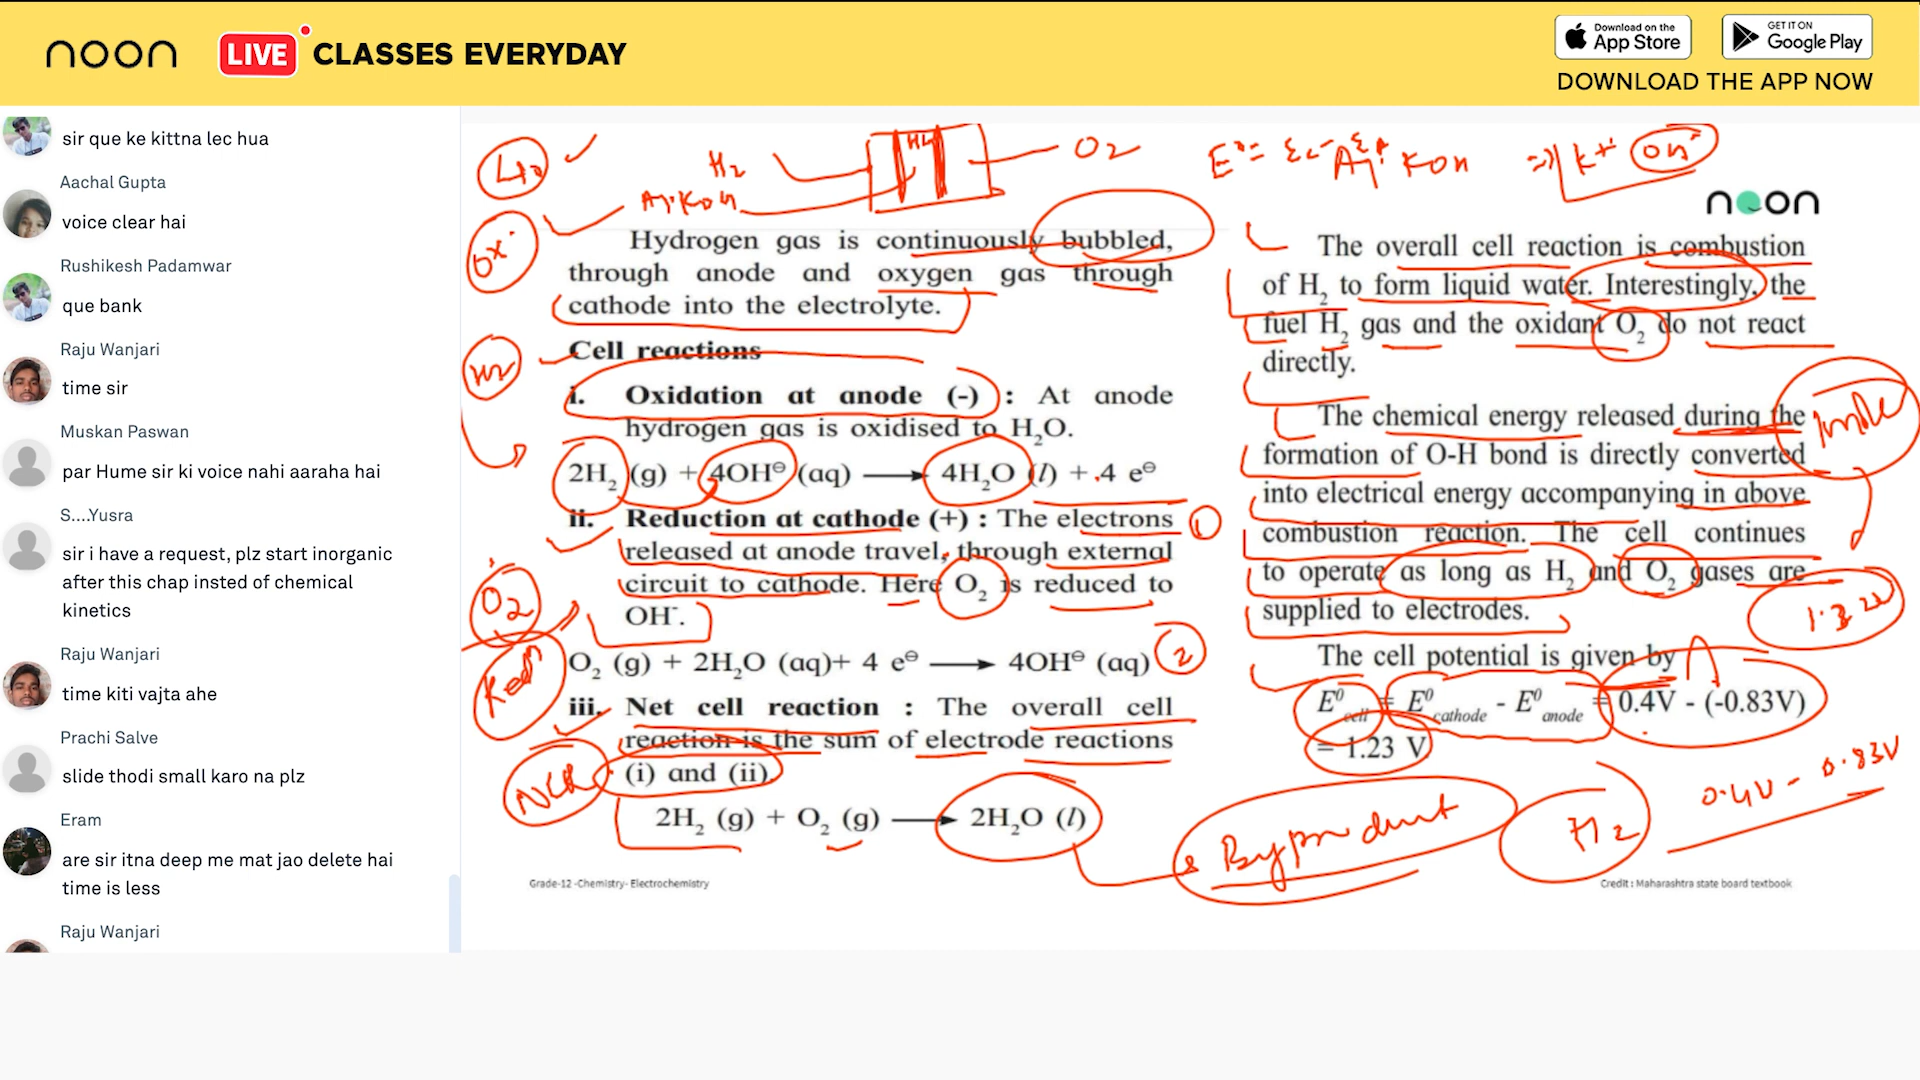 noon
LIVE CLASSES EVERYDAY
Download on the
App Store
GET IT ON
Google Play
DOWNLOAD THE APP NOW
sir que ke kittna lec hua
Aachal Gupta
voice clear hai
Rushikesh Padamwar
que bank
Raju Wanjari
time sir
Muskan Paswan
par Hume sir ki voice nahi aaraha hai
S....Yusra
sir i have a request, plz start inorganic
after this chap insted of chemical
kinetics
Raju Wanjari
time kiti vajta ahe
Prachi Salve
slide thodi small karo na plz
Eram
are sir itna deep me mat jao delete hai
time is less
Raju Wanjari
H₂
O₂
Aq. KOH
Hydrogen gas is continuously bubbled,
through anode and oxygen gas through
cathode into the electrolyte.
Cell reactions
i. Oxidation at anode (-) : At anode
hydrogen gas is oxidised to H₂O.
2H₂ (g) + 4OH⊖ (aq) ⟶ 4H₂O (l) + 4 e⊖
ii. Reduction at cathode (+) : The electrons
released at anode travel, through external
circuit to cathode. Here O₂ is reduced to
OH⁻.
O₂ (g) + 2H₂O (aq)+ 4 e⊖ ⟶ 4OH⊖ (aq)
iii. Net cell reaction : The overall cell
reaction is the sum of electrode reactions
(i) and (ii)
2H₂ (g) + O₂ (g) ⟶ 2H₂O (l)
Grade-12 -Chemistry- Electrochemistry
H₂
O₂
Redn
NCR
1
2
noon
The overall cell reaction is combustion
of H₂ to form liquid water. Interestingly, the
fuel H₂ gas and the oxidant O₂ do not react
directly.
The chemical energy released during the
formation of O-H bond is directly converted
into electrical energy accompanying in above
combustion reaction. The cell continues
to operate as long as H₂ and O₂ gases are
supplied to electrodes.
The cell potential is given by
E⁰cell = E⁰cathode - E⁰anode = 0.4V - (-0.83V)
= 1.23 V
0.4V - 0.83V
Byproduct
Credit : Maharashtra state board textbook